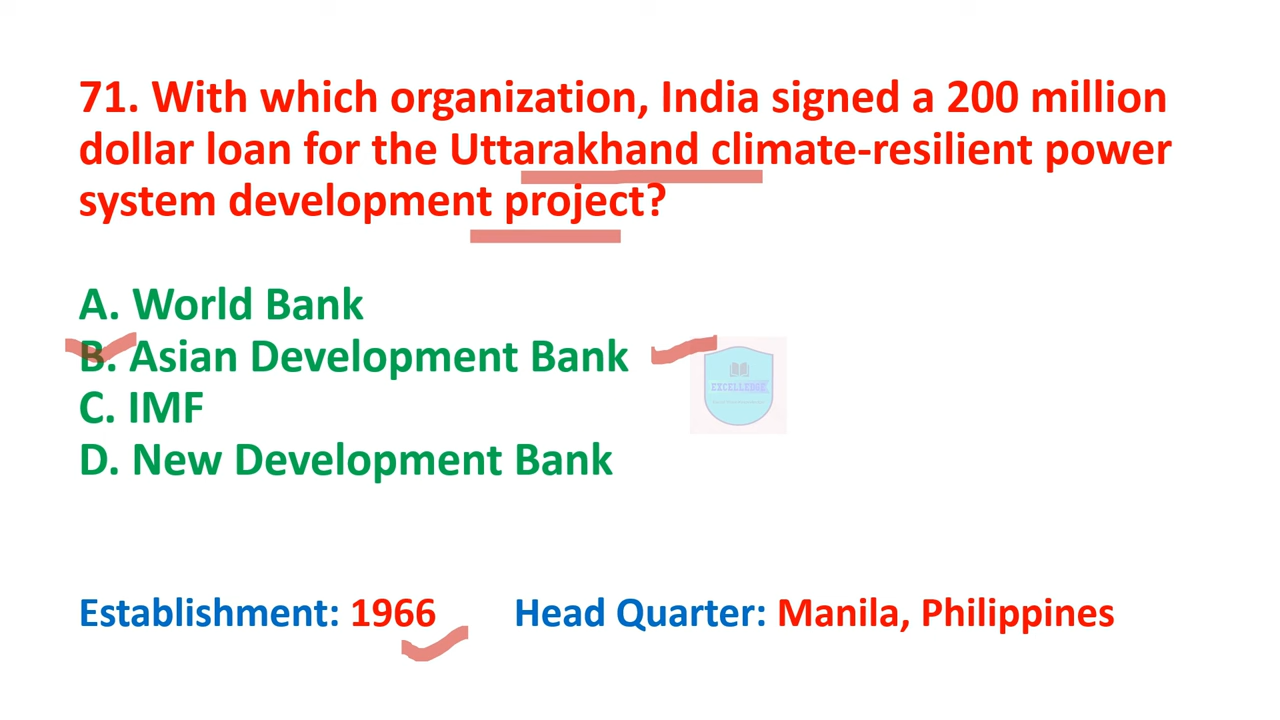 71. With which organization, India signed a 200 million
dollar loan for the Uttarakhand climate-resilient power
system development project?
A. World Bank
B. Asian Development Bank
C. IMF
D. New Development Bank
EXCELLEDGE
Establishment: 1966 Head Quarter: Manila, Philippines